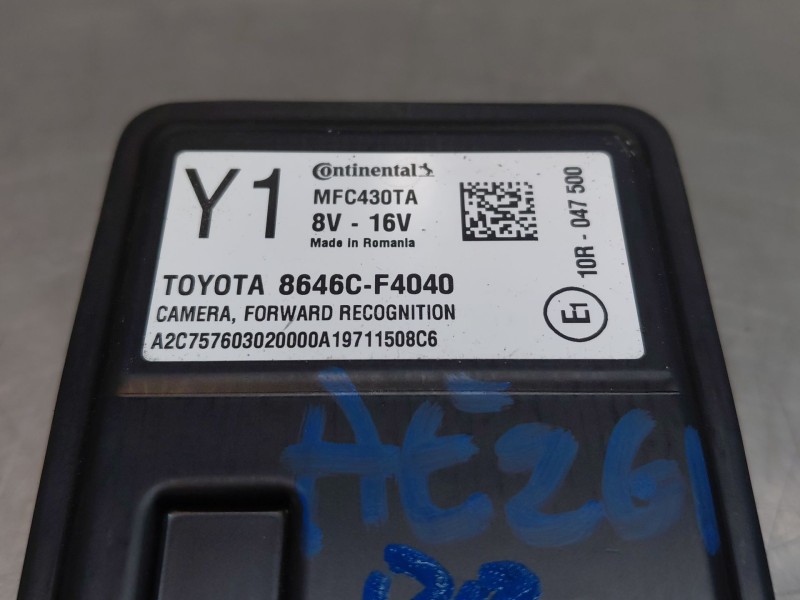 Y1
Continental
MFC430TA
8V - 16V
Made in Romania
10R - 047 500
E1
TOYOTA 8646C-F4040
CAMERA, FORWARD RECOGNITION
A2C757603020000A19711508C6
AE261